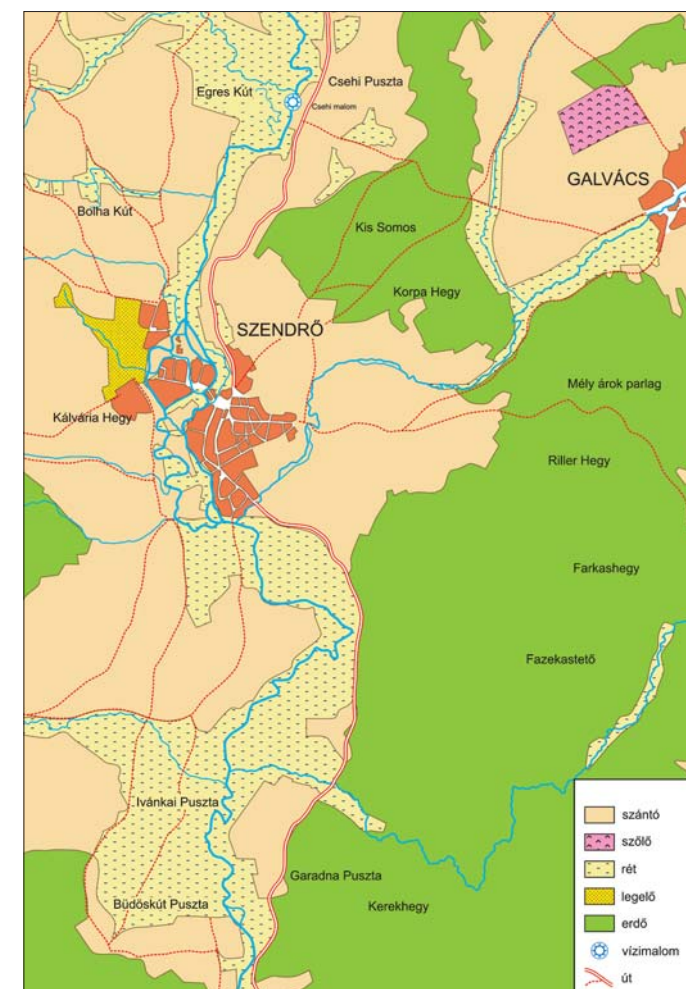 Csehi Puszta
Egres Kút
Csehi malom
GALVÁCS
Bolha Kút
Kis Somos
Korpa Hegy
SZENDRŐ
Mély árok parlag
Kálvária Hegy
Riller Hegy
Farkashegy
Fazekastető
Ivánkai Puszta
Garadna Puszta
Büdöskút Puszta
Kerekhegy
szántó
szőlő
rét
legelő
erdő
vízimalom
út